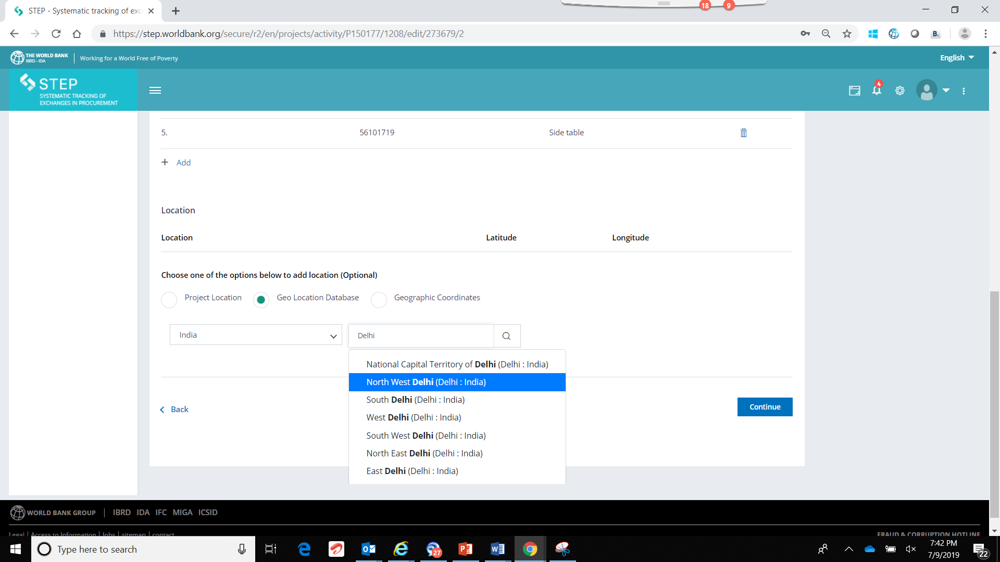 STEP - Systematic tracking of exc
18
9
https://step.worldbank.org/secure/r2/en/projects/activity/P150177/1208/edit/273679/2
B.
THE WORLD BANK
IBRD - IDA
Working for a World Free of Poverty
English
STEP
SYSTEMATIC TRACKING OF
EXCHANGES IN PROCUREMENT
4
5. 56101719 Side table
+ Add
Location
Location Latitude Longitude
Choose one of the options below to add location (Optional)
Project Location Geo Location Database Geographic Coordinates
India Delhi
National Capital Territory of Delhi (Delhi : India)
North West Delhi (Delhi : India)
South Delhi (Delhi : India)
West Delhi (Delhi : India)
South West Delhi (Delhi : India)
North East Delhi (Delhi : India)
East Delhi (Delhi : India)
Back
Continue
WORLD BANK GROUP | IBRD IDA IFC MIGA ICSID
Legal | Access to Information | Jobs | sitemap | contact
FRAUD & CORRUPTION HOTLINE
Type here to search
27
7:42 PM
7/9/2019
22